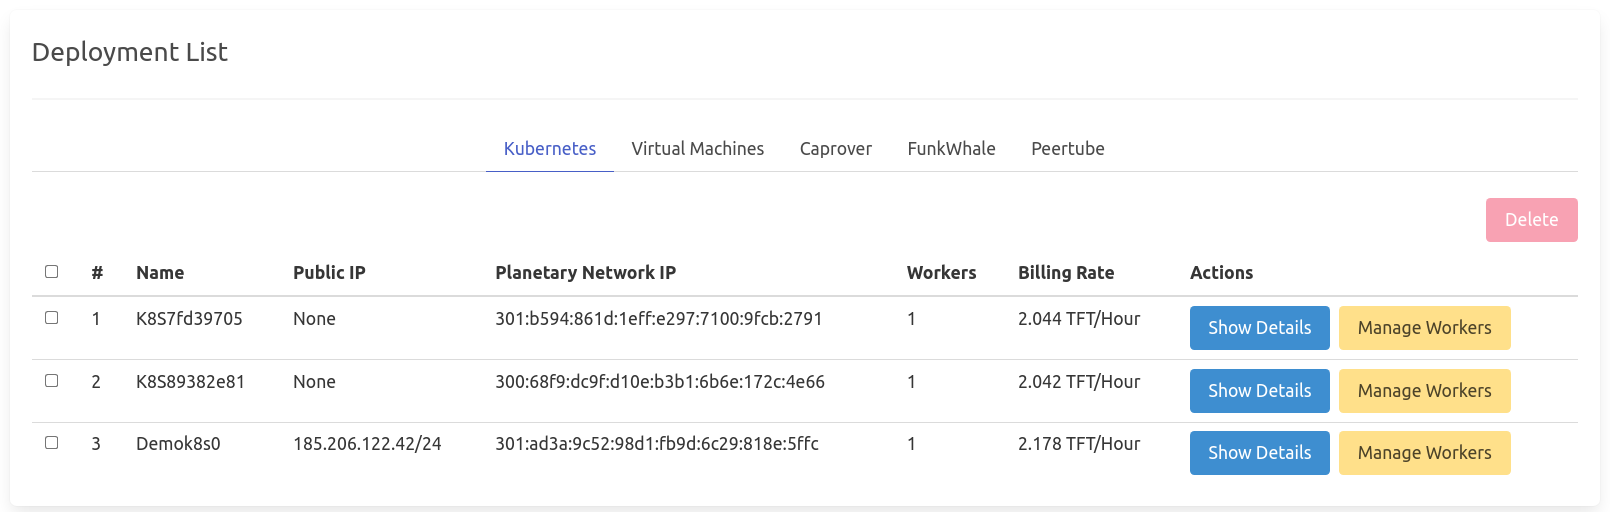 Deployment List
Kubernetes Virtual Machines Caprover FunkWhale Peertube
Delete
# Name Public IP Planetary Network IP Workers Billing Rate Actions
1 K8S7fd39705 None 301:b594:861d:1eff:e297:7100:9fcb:2791 1 2.044 TFT/Hour Show Details Manage Workers
2 K8S89382e81 None 300:68f9:dc9f:d10e:b3b1:6b6e:172c:4e66 1 2.042 TFT/Hour Show Details Manage Workers
3 Demok8s0 185.206.122.42/24 301:ad3a:9c52:98d1:fb9d:6c29:818e:5ffc 1 2.178 TFT/Hour Show Details Manage Workers